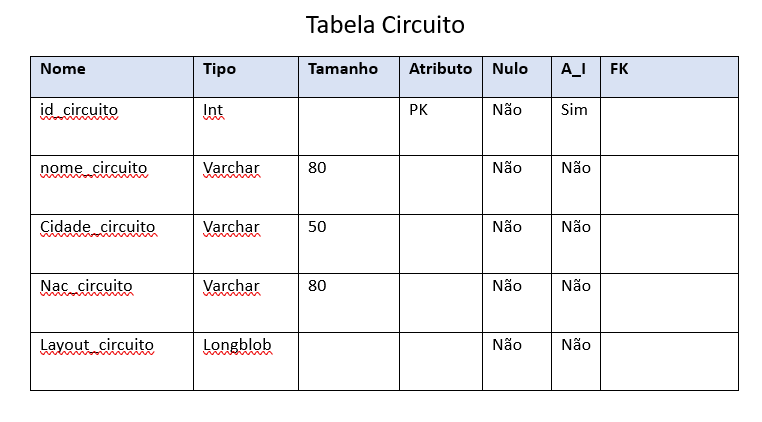 Tabela Circuito
Nome Tipo Tamanho Atributo Nulo A_I FK
id_circuito Int PK Não Sim
nome_circuito Varchar 80 Não Não
Cidade_circuito Varchar 50 Não Não
Nac_circuito Varchar 80 Não Não
Layout_circuito Longblob Não Não